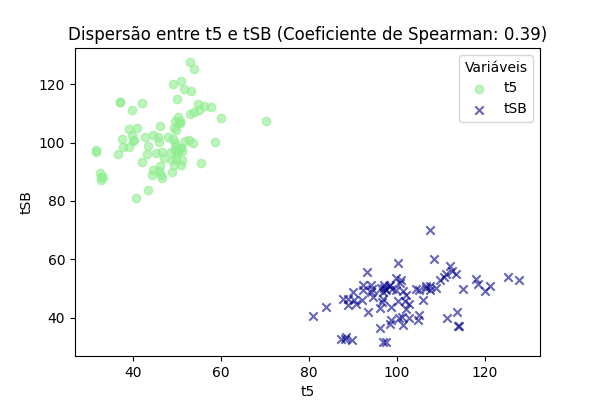 Dispersão entre t5 e tSB (Coeficiente de Spearman: 0.39)
Variáveis
t5
tSB
120
100
80
60
40
tSB
40
60
80
100
120
t5